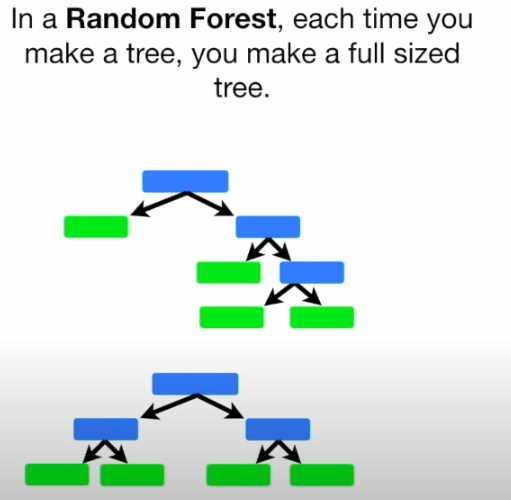 In a Random Forest, each time you
make a tree, you make a full sized
tree.